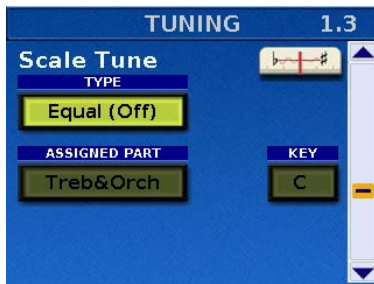 TUNING 1.3
Scale Tune
TYPE
Equal (Off)
ASSIGNED PART KEY
Treb&Orch C